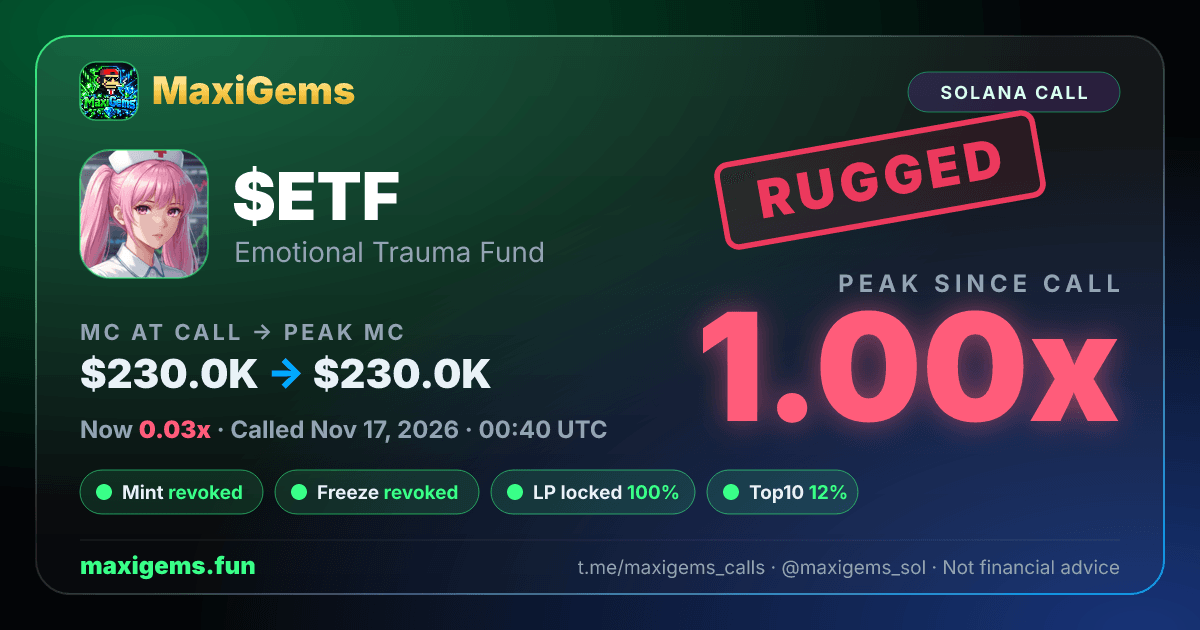 MaxiGems
MaxiGems
SOLANA CALL
RUGGED
$ETF
Emotional Trauma Fund
PEAK SINCE CALL
1.00x
MC AT CALL → PEAK MC
$230.0K → $230.0K
Now 0.03x · Called Nov 17, 2026 · 00:40 UTC
Mint revoked
Freeze revoked
LP locked 100%
Top10 12%
maxigems.fun
t.me/maxigems_calls · @maxigems_sol · Not financial advice